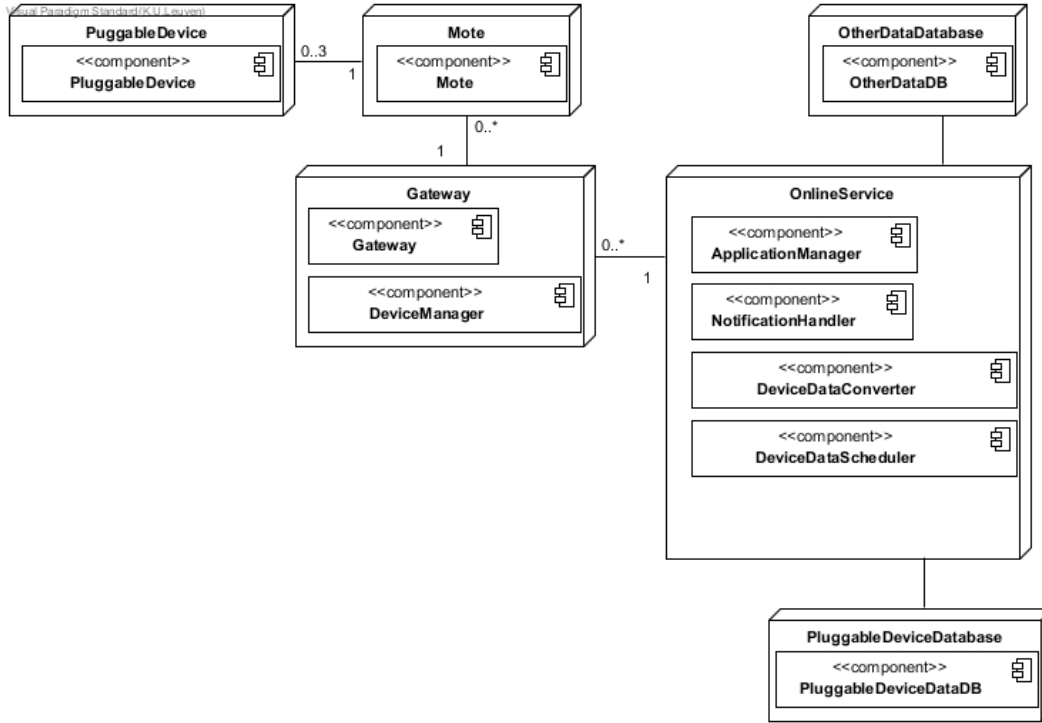 Visual Paradigm Standard(K.U.Leuven)
PuggableDevice
<<component>>
PluggableDevice
0..3
1
Mote
<<component>>
Mote
0..*
1
OtherDataDatabase
<<component>>
OtherDataDB
Gateway
<<component>>
Gateway
<<component>>
DeviceManager
0..*
1
OnlineService
<<component>>
ApplicationManager
<<component>>
NotificationHandler
<<component>>
DeviceDataConverter
<<component>>
DeviceDataScheduler
PluggableDeviceDatabase
<<component>>
PluggableDeviceDataDB